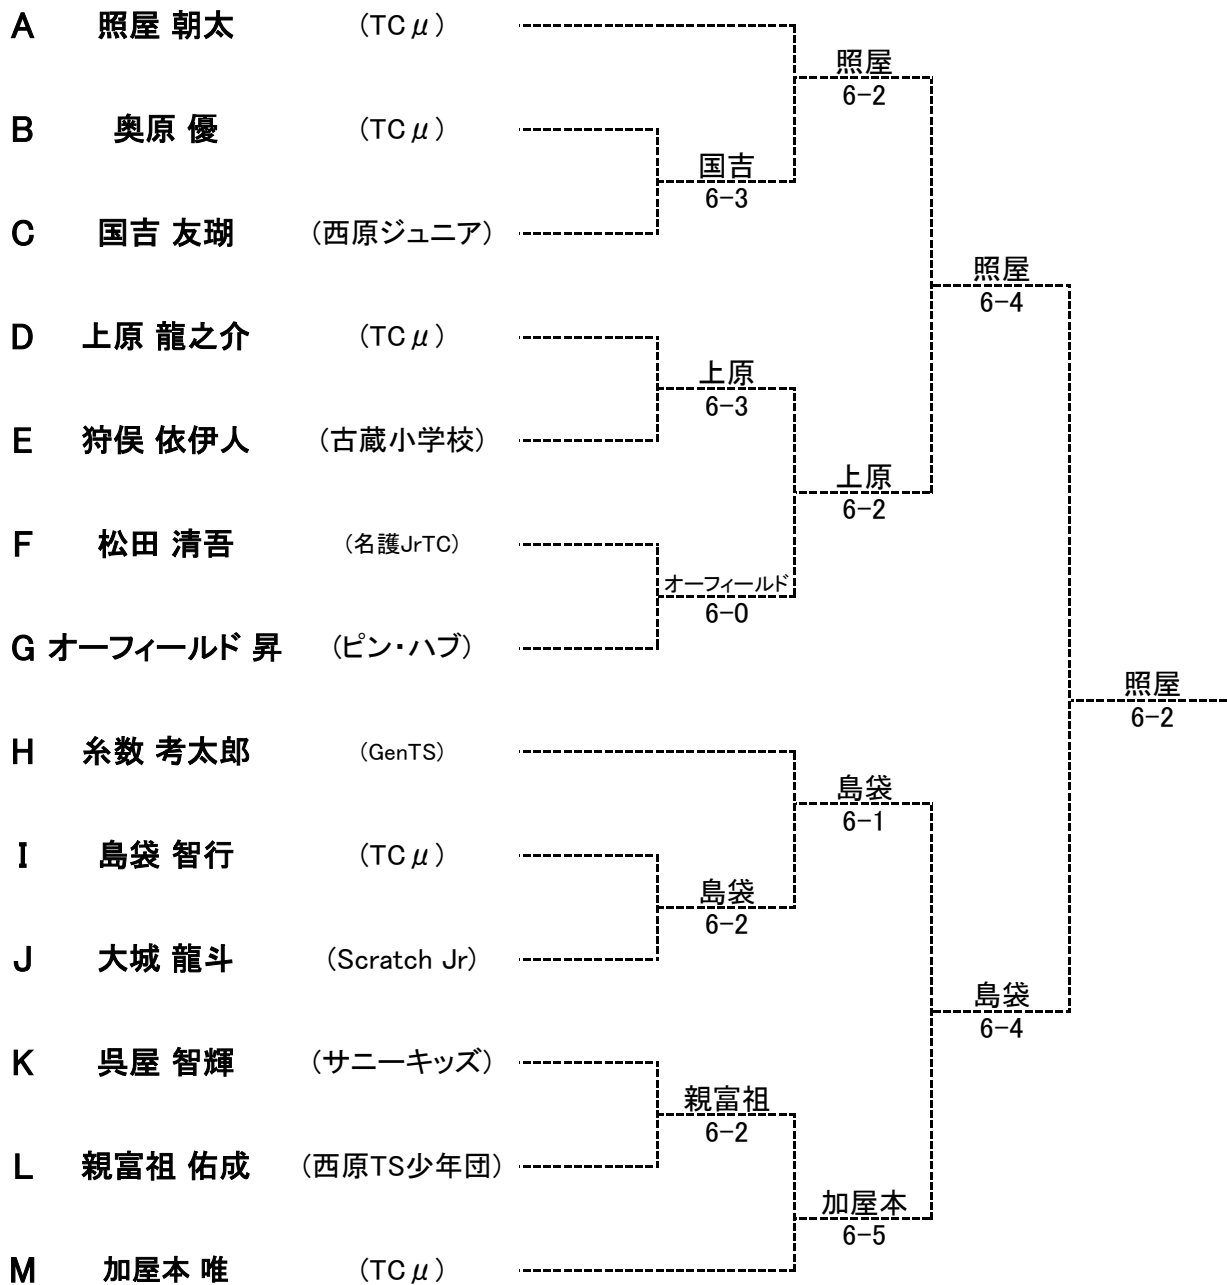 A 照屋 朝太 (TCμ)
照屋
6-2
B 奥原 優 (TCμ)
国吉
6-3
C 国吉 友瑚 (西原ジュニア)
照屋
6-4
D 上原 龍之介 (TCμ)
上原
6-3
E 狩俣 依伊人 (古蔵小学校)
上原
6-2
F 松田 清吾 (名護JrTC)
オーフィールド
6-0
G オーフィールド 昇 (ピン・ハブ)
照屋
6-2
H 糸数 考太郎 (GenTS)
島袋
6-1
I 島袋 智行 (TCμ)
島袋
6-2
J 大城 龍斗 (Scratch Jr)
島袋
6-4
K 呉屋 智輝 (サニーキッズ)
親富祖
6-2
L 親富祖 佑成 (西原TS少年団)
加屋本
6-5
M 加屋本 唯 (TCμ)